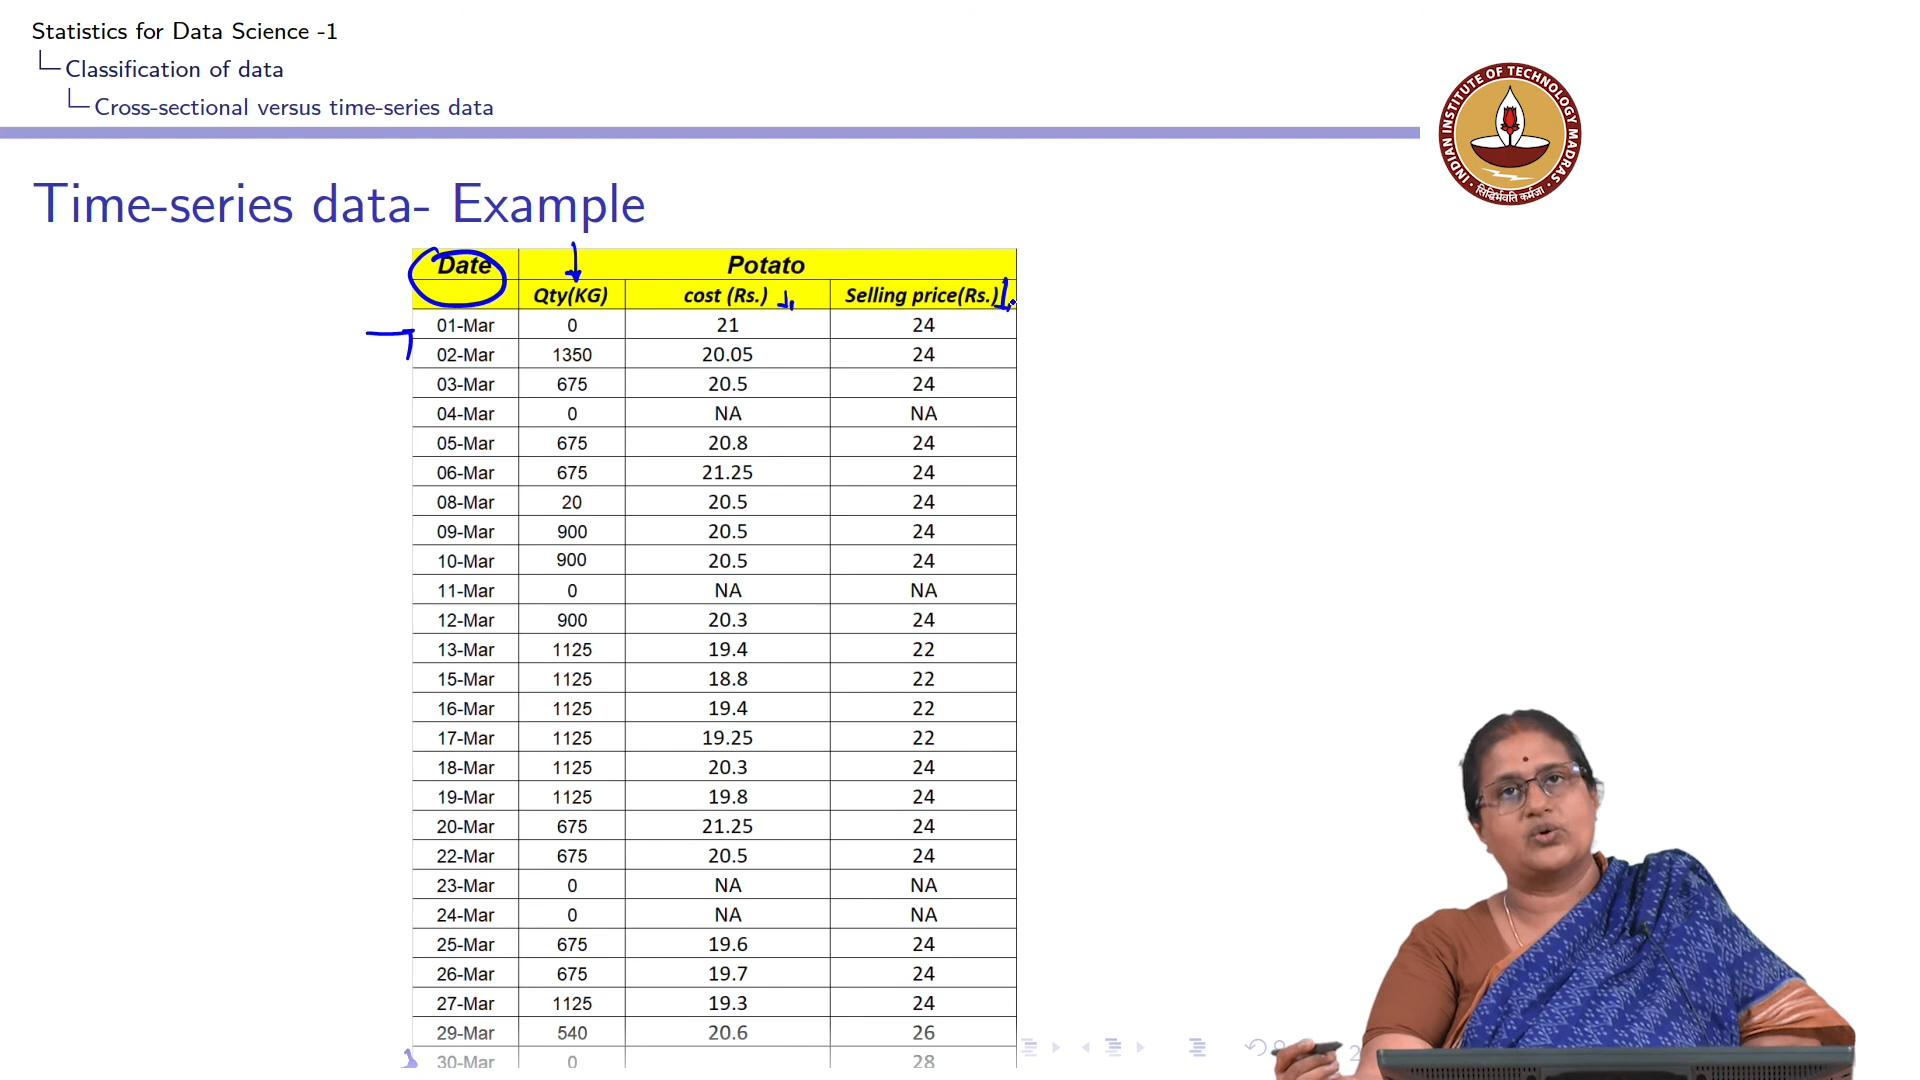 Statistics for Data Science -1
Classification of data
Cross-sectional versus time-series data
INDIAN INSTITUTE OF TECHNOLOGY MADRAS
सिद्धिर्भवति कर्मजा
Time-series data- Example
Date Potato
Qty(KG) cost (Rs.) Selling price(Rs.)
01-Mar 0 21 24
02-Mar 1350 20.05 24
03-Mar 675 20.5 24
04-Mar 0 NA NA
05-Mar 675 20.8 24
06-Mar 675 21.25 24
08-Mar 20 20.5 24
09-Mar 900 20.5 24
10-Mar 900 20.5 24
11-Mar 0 NA NA
12-Mar 900 20.3 24
13-Mar 1125 19.4 22
15-Mar 1125 18.8 22
16-Mar 1125 19.4 22
17-Mar 1125 19.25 22
18-Mar 1125 20.3 24
19-Mar 1125 19.8 24
20-Mar 675 21.25 24
22-Mar 675 20.5 24
23-Mar 0 NA NA
24-Mar 0 NA NA
25-Mar 675 19.6 24
26-Mar 675 19.7 24
27-Mar 1125 19.3 24
29-Mar 540 20.6 26
30-Mar 0 28